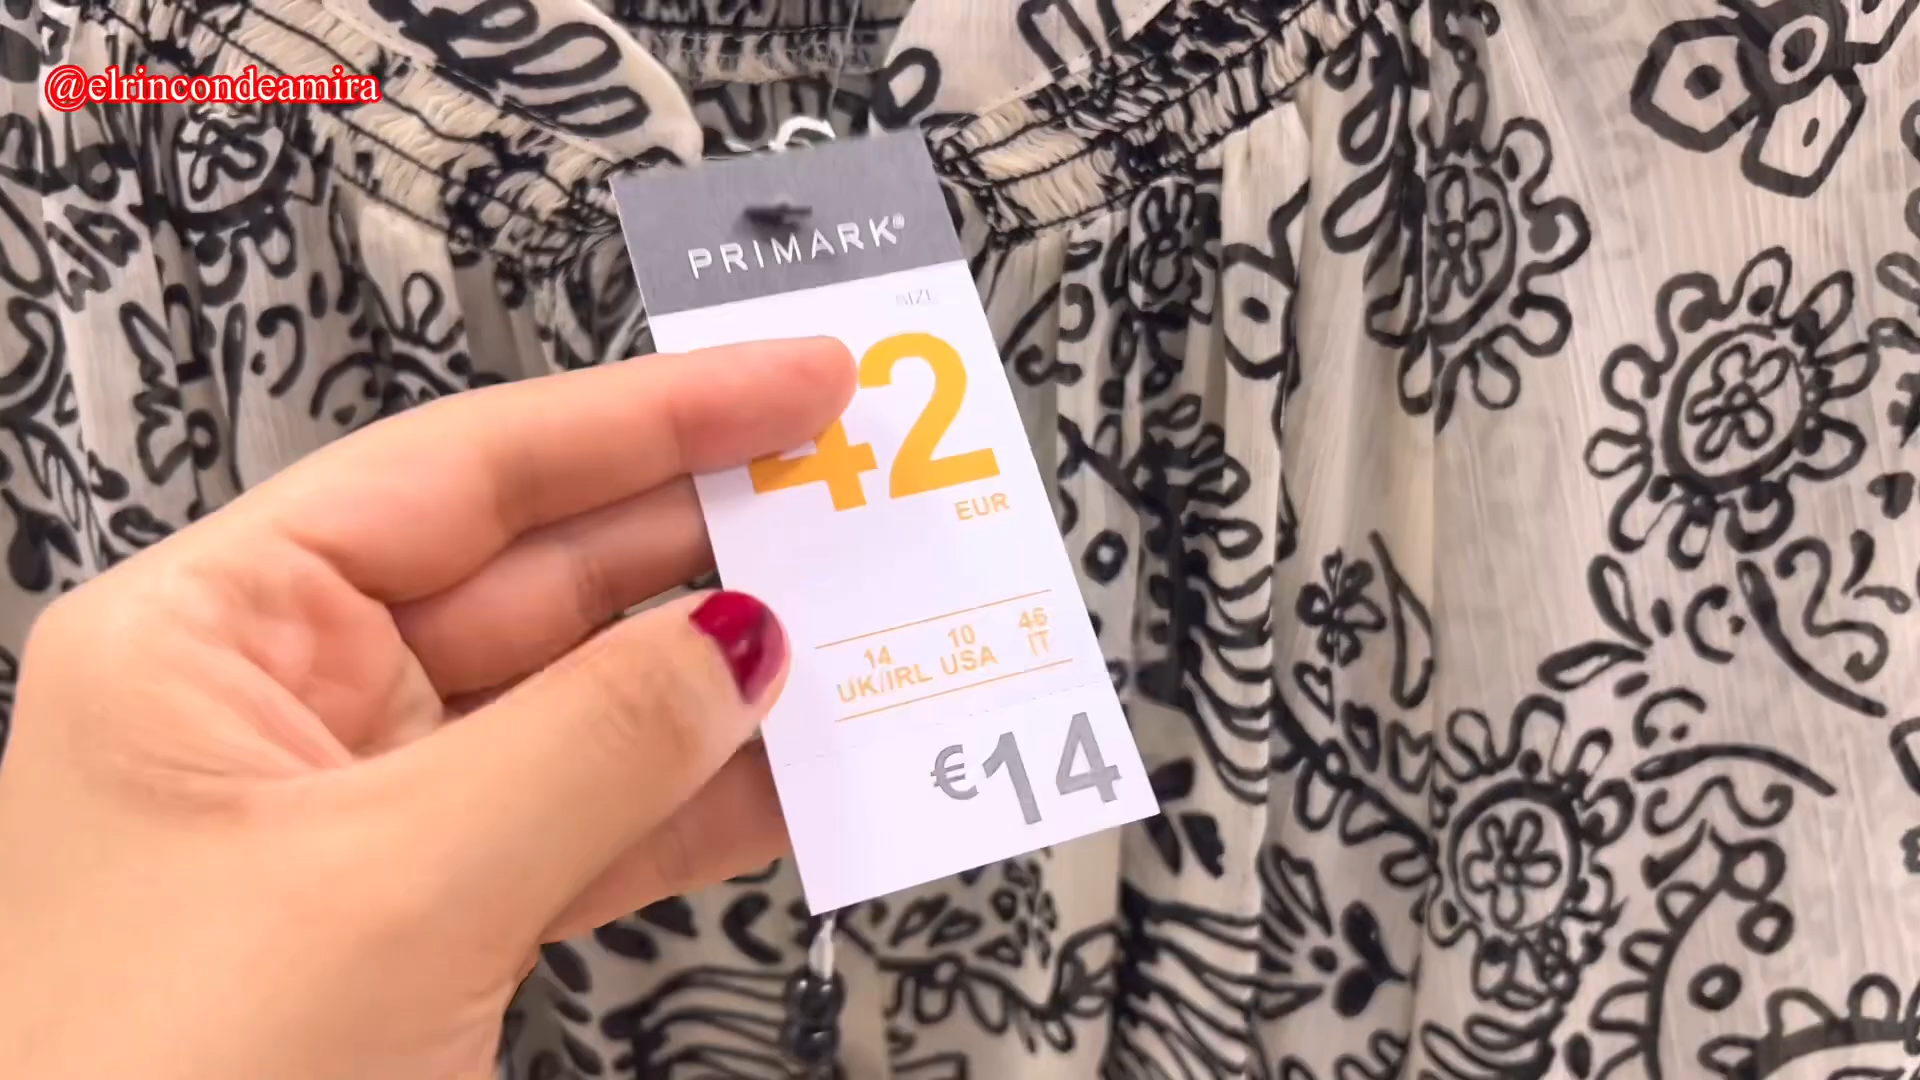 @elrincondeamira
PRIMARK®
SIZE
42
EUR
14 10 46
UK/IRL USA IT
€14